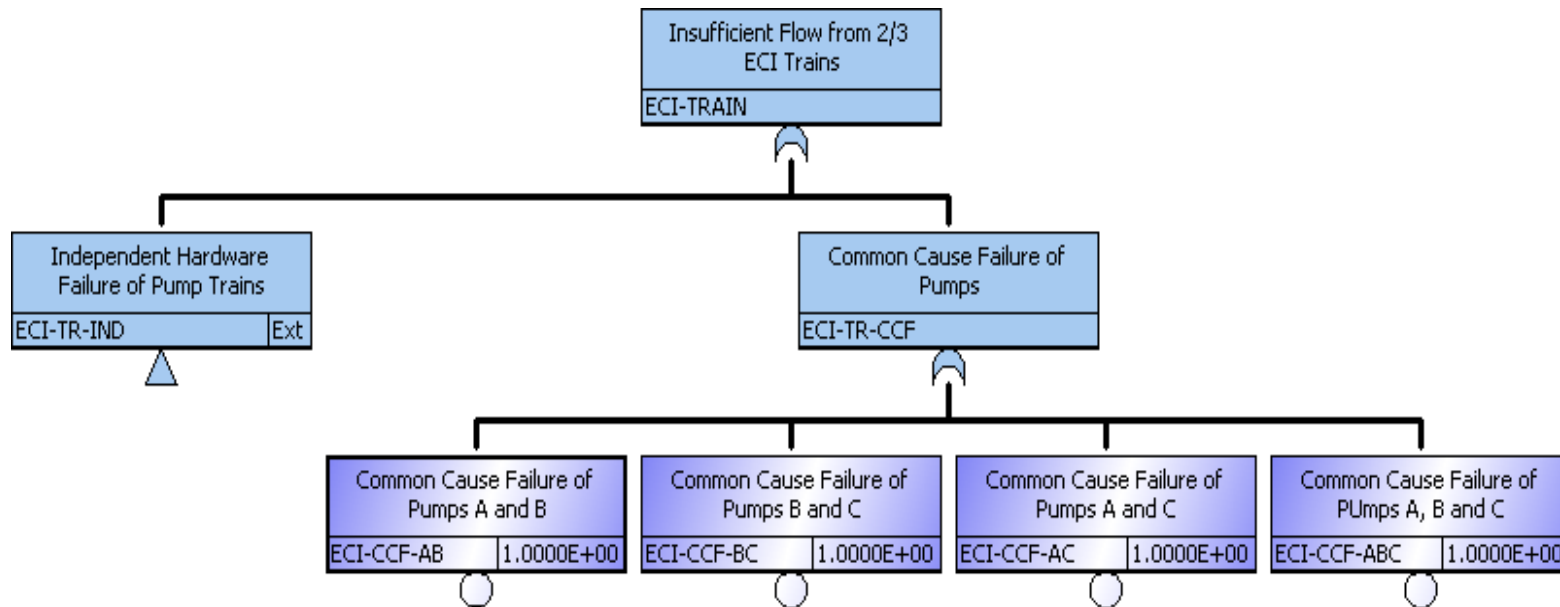 Insufficient Flow from 2/3
ECI Trains
ECI-TRAIN
Independent Hardware
Failure of Pump Trains
ECI-TR-IND Ext
Common Cause Failure of
Pumps
ECI-TR-CCF
Common Cause Failure of
Pumps A and B
ECI-CCF-AB 1.0000E+00
Common Cause Failure of
Pumps B and C
ECI-CCF-BC 1.0000E+00
Common Cause Failure of
Pumps A and C
ECI-CCF-AC 1.0000E+00
Common Cause Failure of
PUmps A, B and C
ECI-CCF-ABC 1.0000E+00